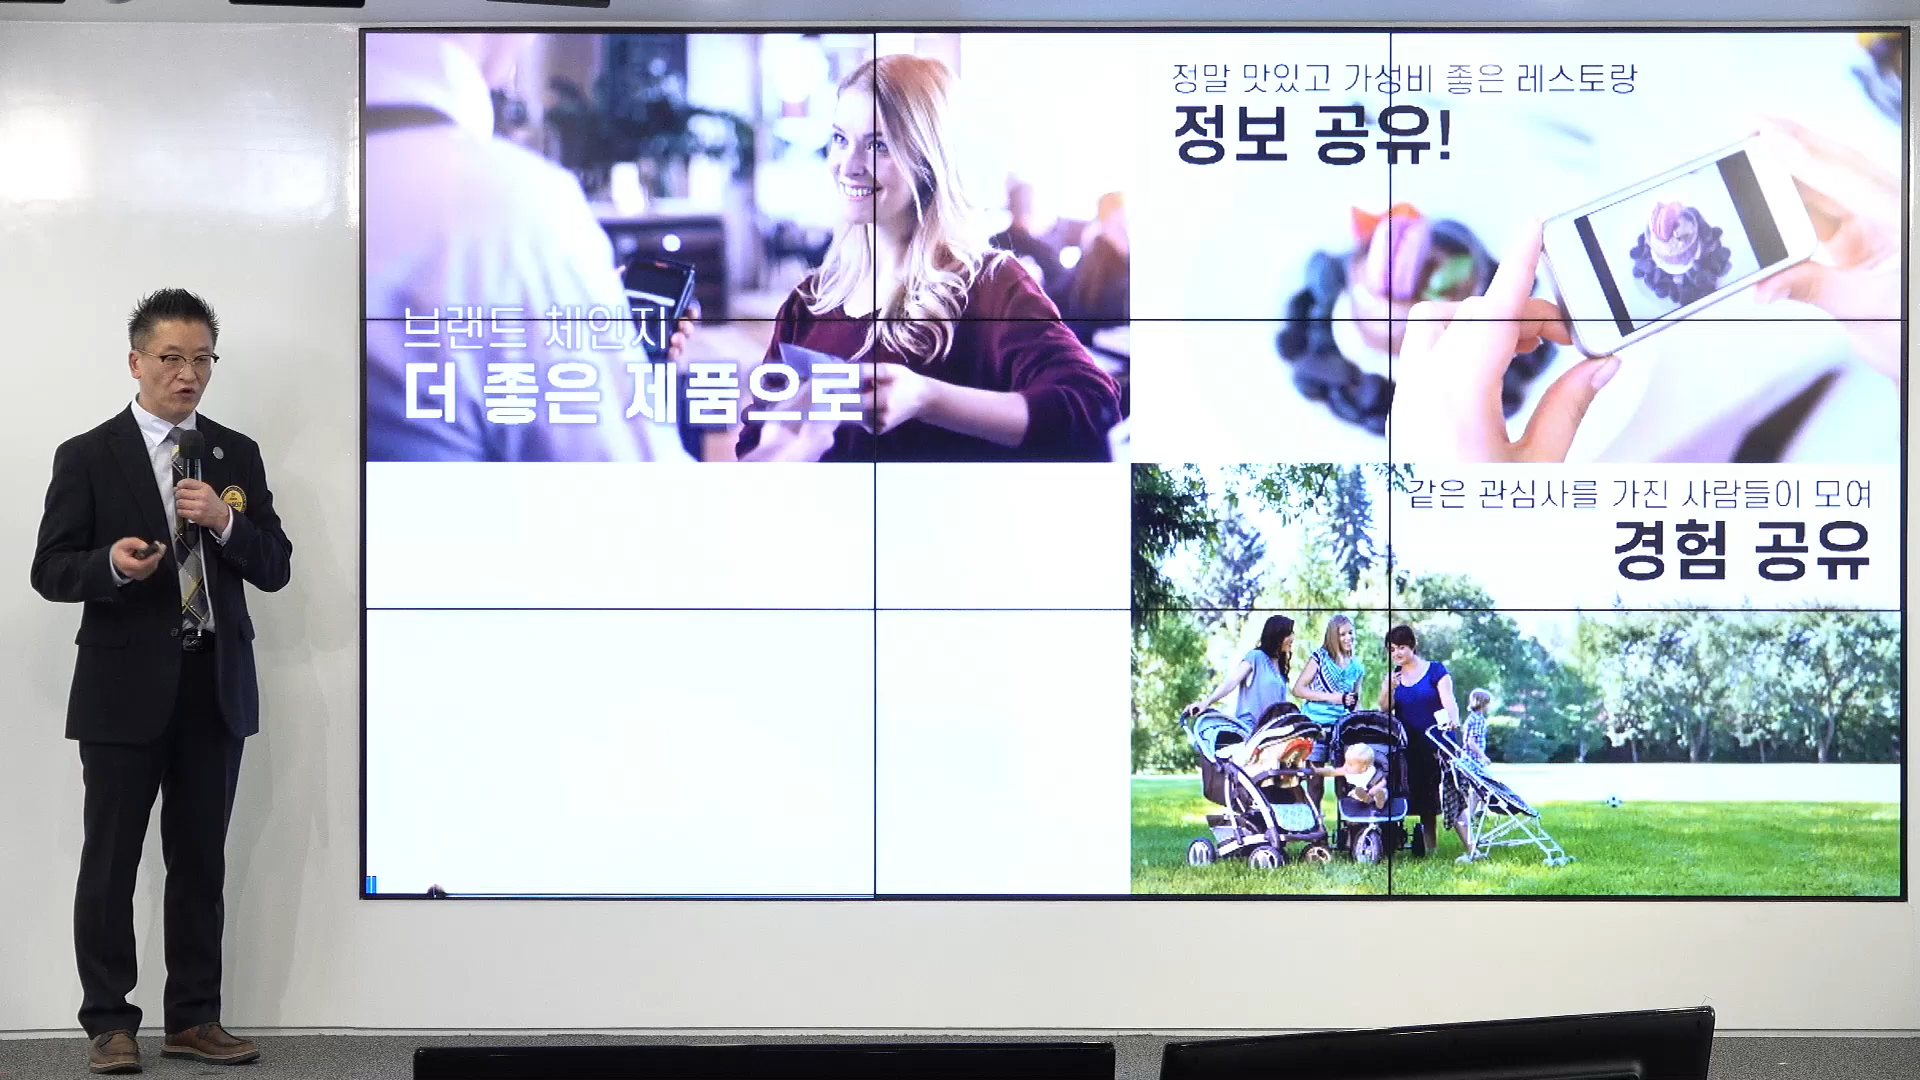 정말 맛있고 가성비 좋은 레스토랑
정보 공유!
브랜드 체인지
더 좋은 제품으로
같은 관심사를 가진 사람들이 모여
경험 공유